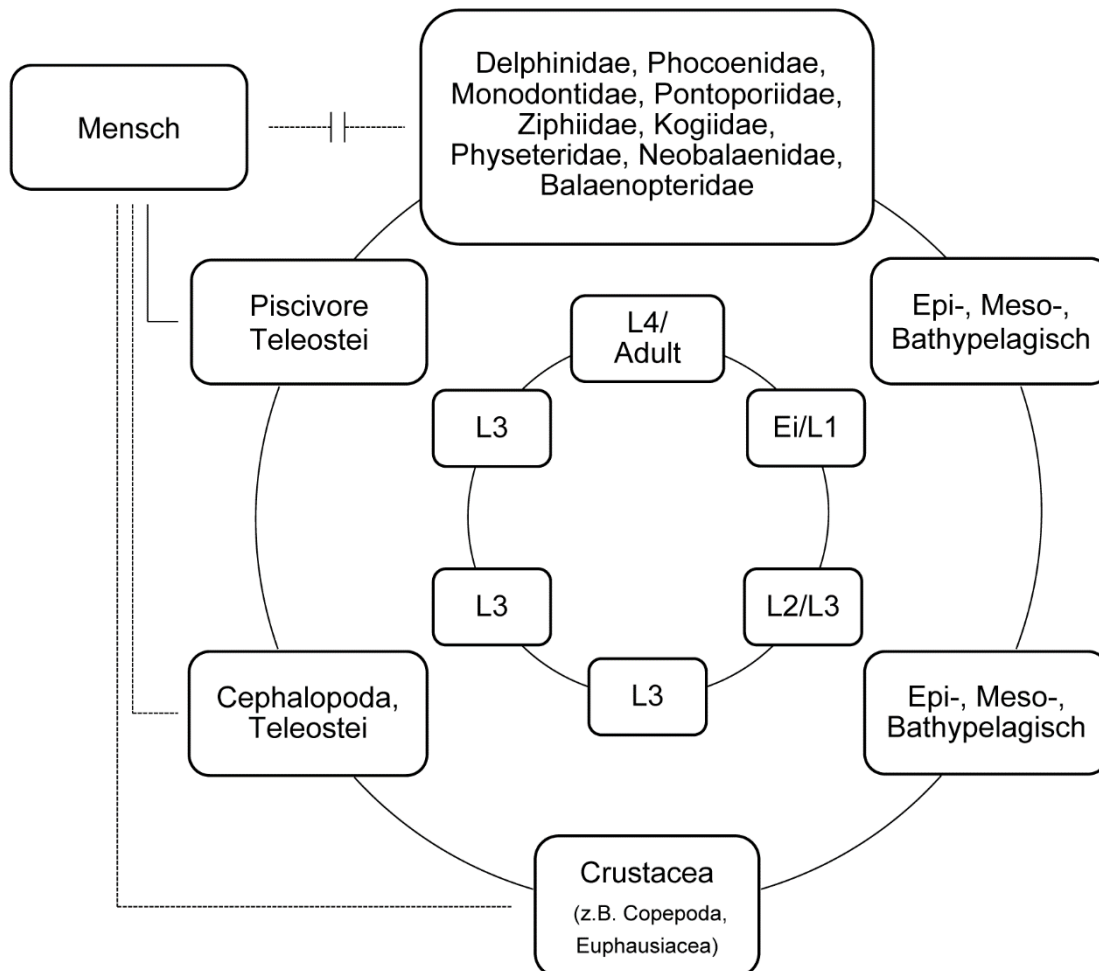 Delphinidae, Phocoenidae,
Monodontidae, Pontoporiidae,
Ziphiidae, Kogiidae,
Physeteridae, Neobalaenidae,
Balaenopteridae
Mensch
Piscivore
Teleostei
Epi-, Meso-,
Bathypelagisch
L4/
Adult
L3
Ei/L1
L3
L2/L3
L3
Cephalopoda,
Teleostei
Epi-, Meso-,
Bathypelagisch
Crustacea
(z.B. Copepoda,
Euphausiacea)